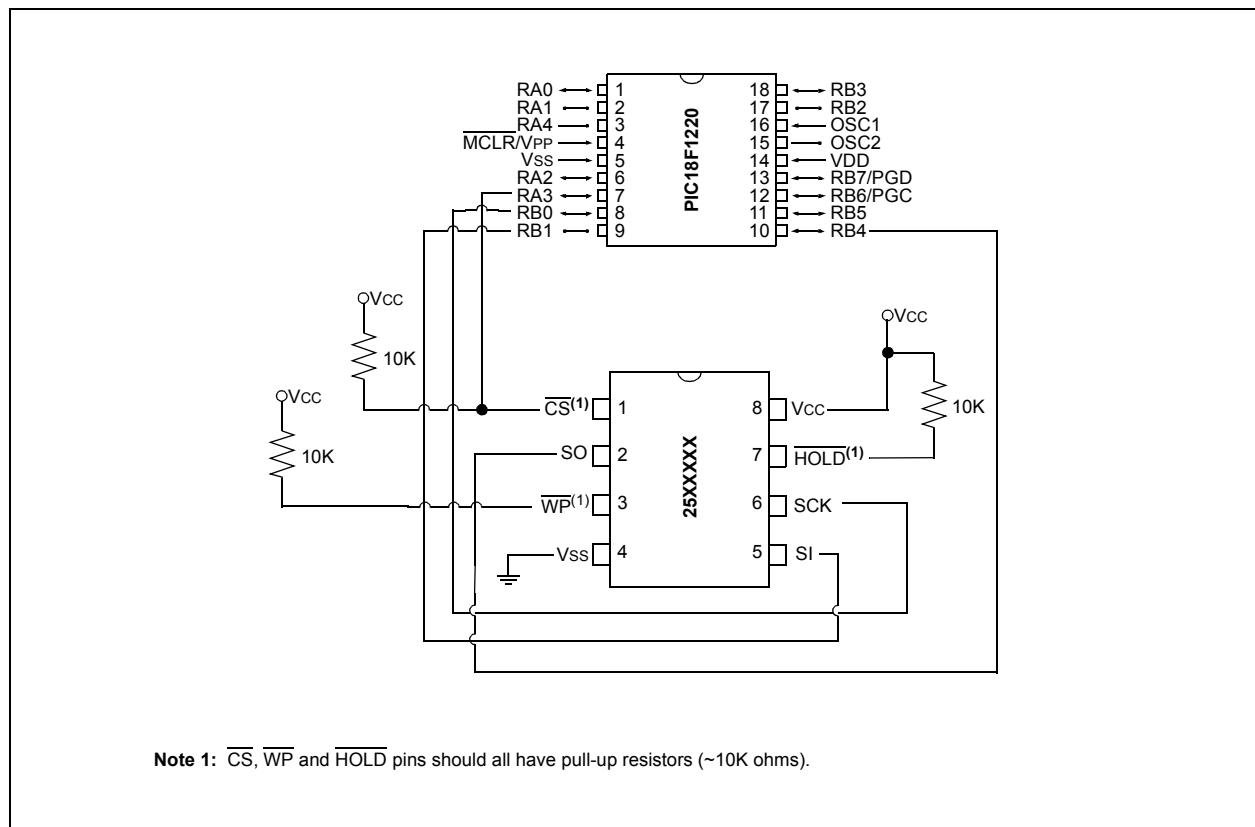 RA0 1 18 RB3
RA1 2 17 RB2
RA4 3 16 OSC1
MCLR/VPP 4 15 OSC2
VSS 5 14 VDD
RA2 6 13 RB7/PGD
RA3 7 12 RB6/PGC
RB0 8 11 RB5
RB1 9 10 RB4
PIC18F1220
VCC
10K
VCC
10K
VCC
10K
CS(1) 1 8 VCC
SO 2 7 HOLD(1)
WP(1) 3 6 SCK
VSS 4 5 SI
25XXXXX
Note 1: CS, WP and HOLD pins should all have pull-up resistors (~10K ohms).